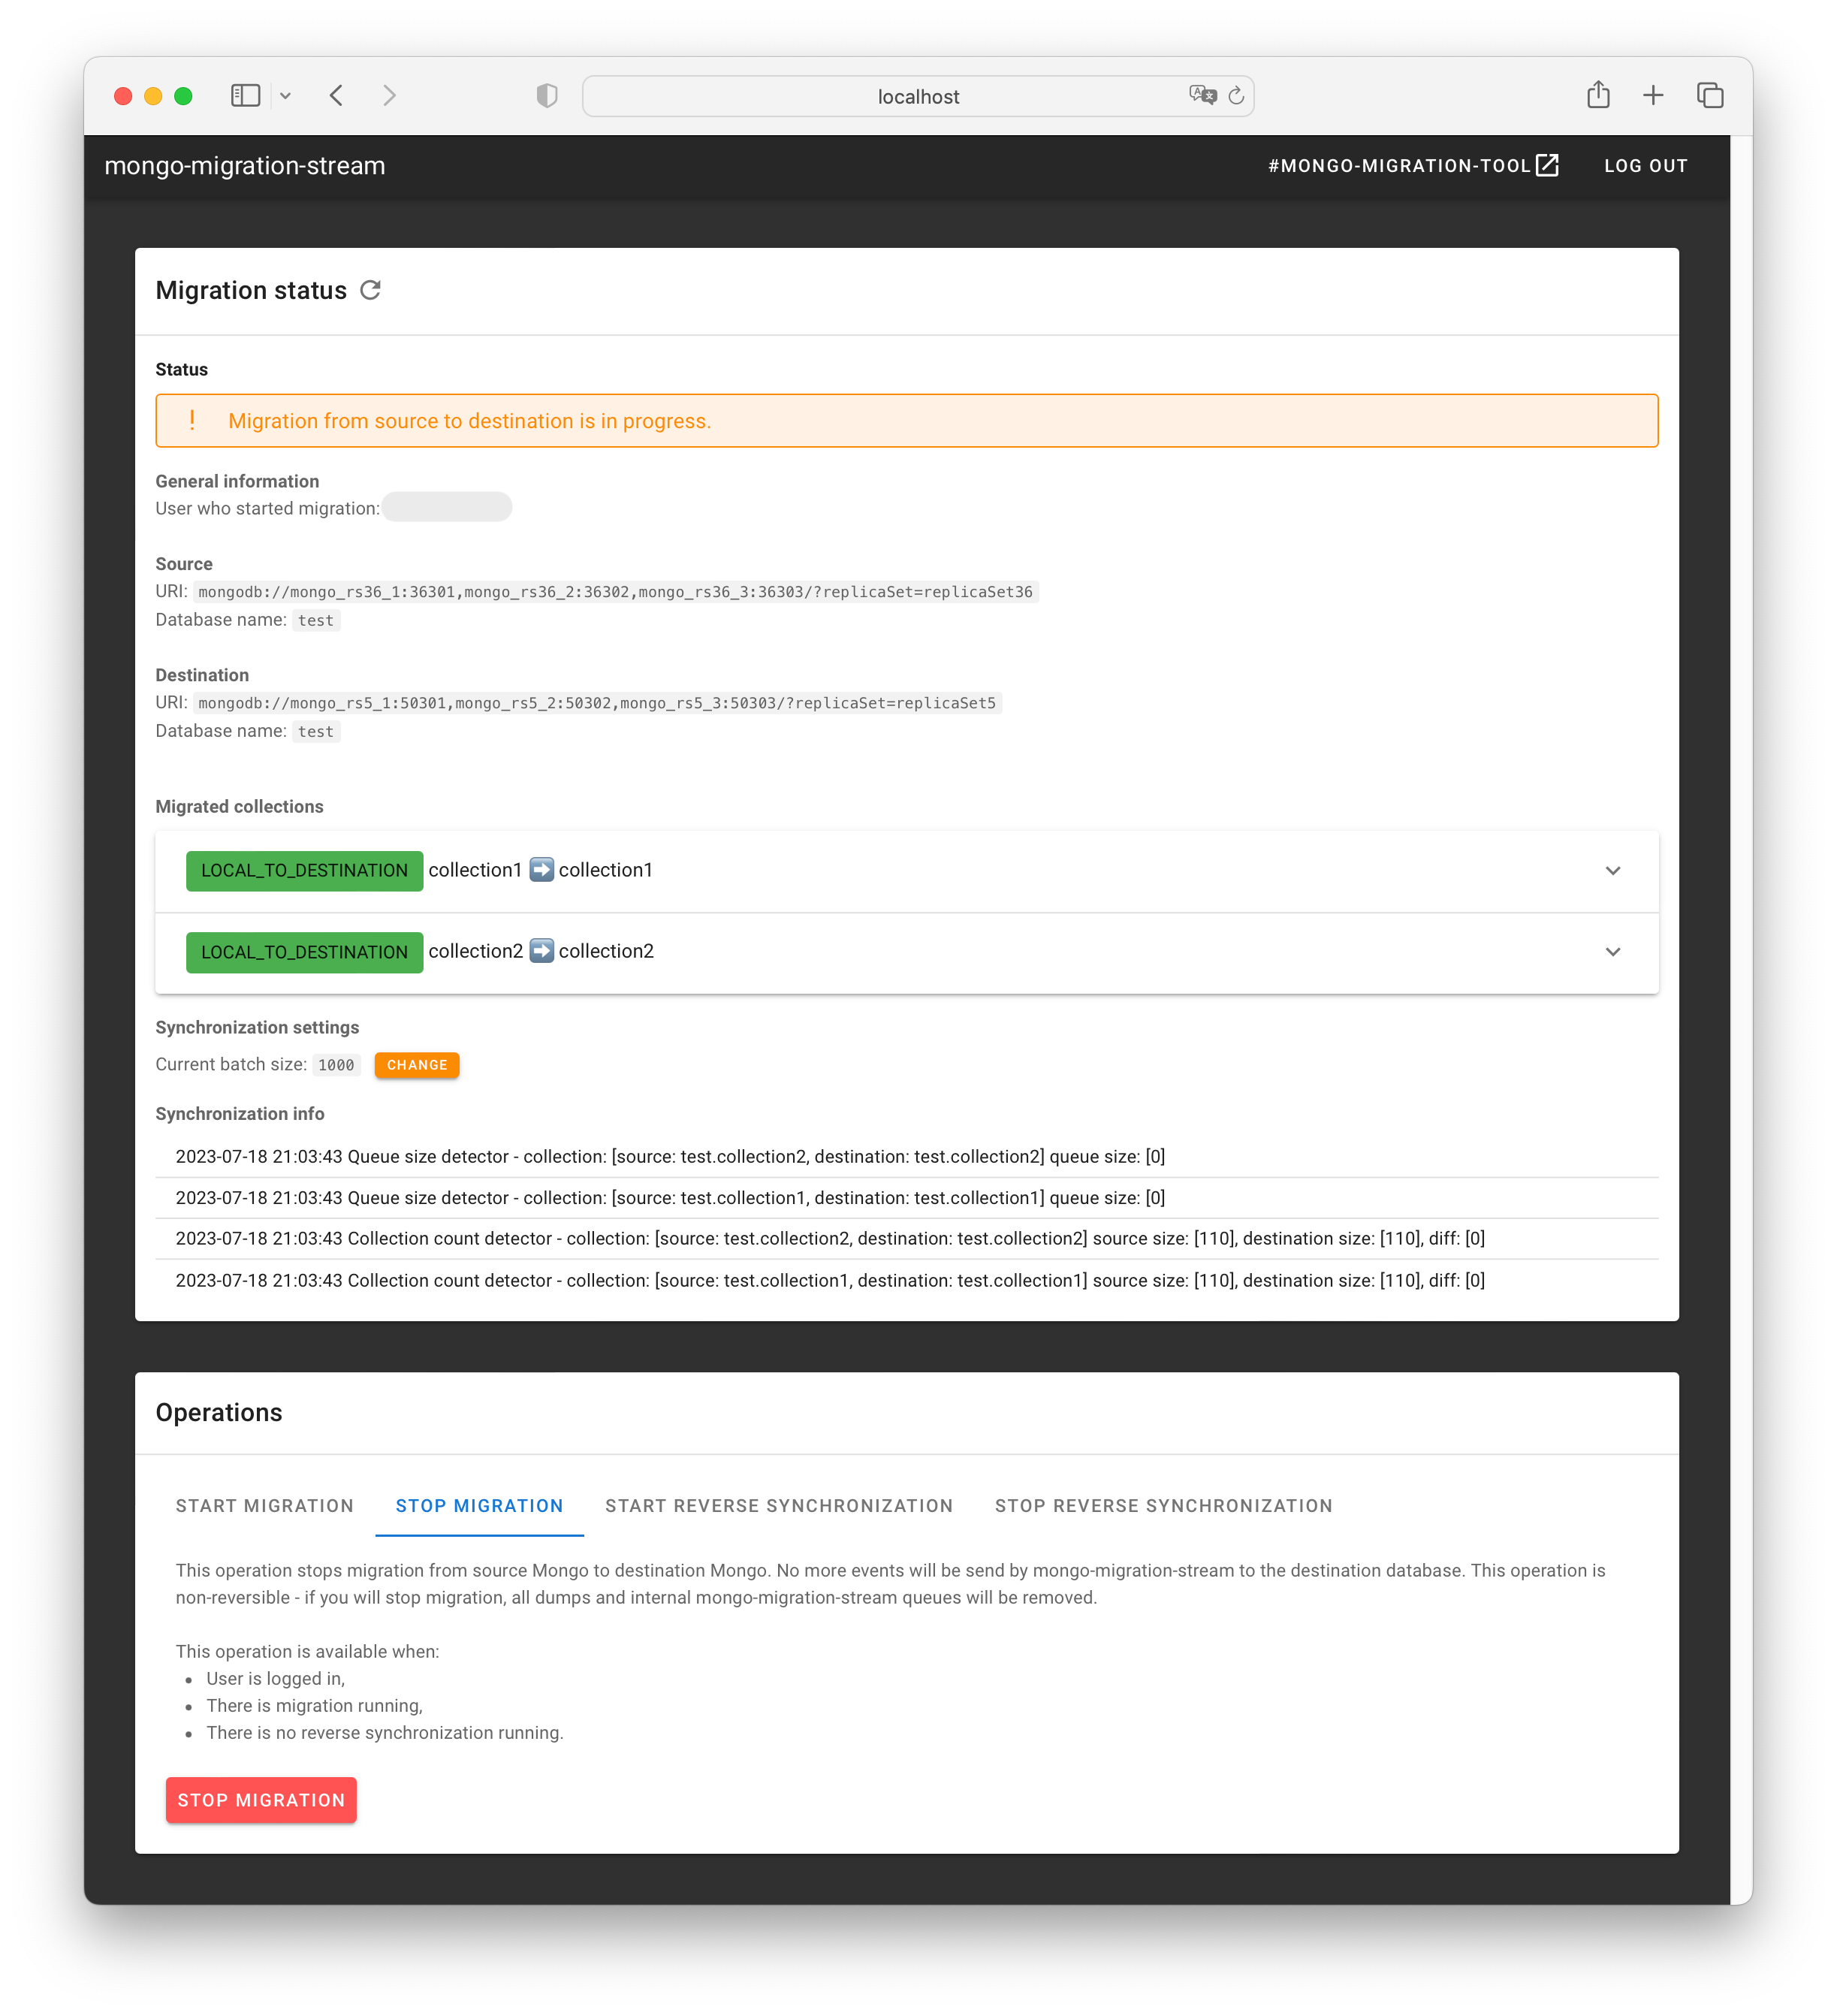 localhost
mongo-migration-stream
#MONGO-MIGRATION-TOOL
LOG OUT
Migration status
Status
! Migration from source to destination is in progress.
General information
User who started migration:
Source
URI: mongodb://mongo_rs36_1:36301,mongo_rs36_2:36302,mongo_rs36_3:36303/?replicaSet=replicaSet36
Database name: test
Destination
URI: mongodb://mongo_rs5_1:50301,mongo_rs5_2:50302,mongo_rs5_3:50303/?replicaSet=replicaSet5
Database name: test
Migrated collections
LOCAL_TO_DESTINATION collection1 ➡️ collection1
LOCAL_TO_DESTINATION collection2 ➡️ collection2
Synchronization settings
Current batch size: 1000 CHANGE
Synchronization info
2023-07-18 21:03:43 Queue size detector - collection: [source: test.collection2, destination: test.collection2] queue size: [0]
2023-07-18 21:03:43 Queue size detector - collection: [source: test.collection1, destination: test.collection1] queue size: [0]
2023-07-18 21:03:43 Collection count detector - collection: [source: test.collection2, destination: test.collection2] source size: [110], destination size: [110], diff: [0]
2023-07-18 21:03:43 Collection count detector - collection: [source: test.collection1, destination: test.collection1] source size: [110], destination size: [110], diff: [0]
Operations
START MIGRATION
STOP MIGRATION
START REVERSE SYNCHRONIZATION
STOP REVERSE SYNCHRONIZATION
This operation stops migration from source Mongo to destination Mongo. No more events will be send by mongo-migration-stream to the destination database. This operation is
non-reversible - if you will stop migration, all dumps and internal mongo-migration-stream queues will be removed.
This operation is available when:
• User is logged in,
• There is migration running,
• There is no reverse synchronization running.
STOP MIGRATION